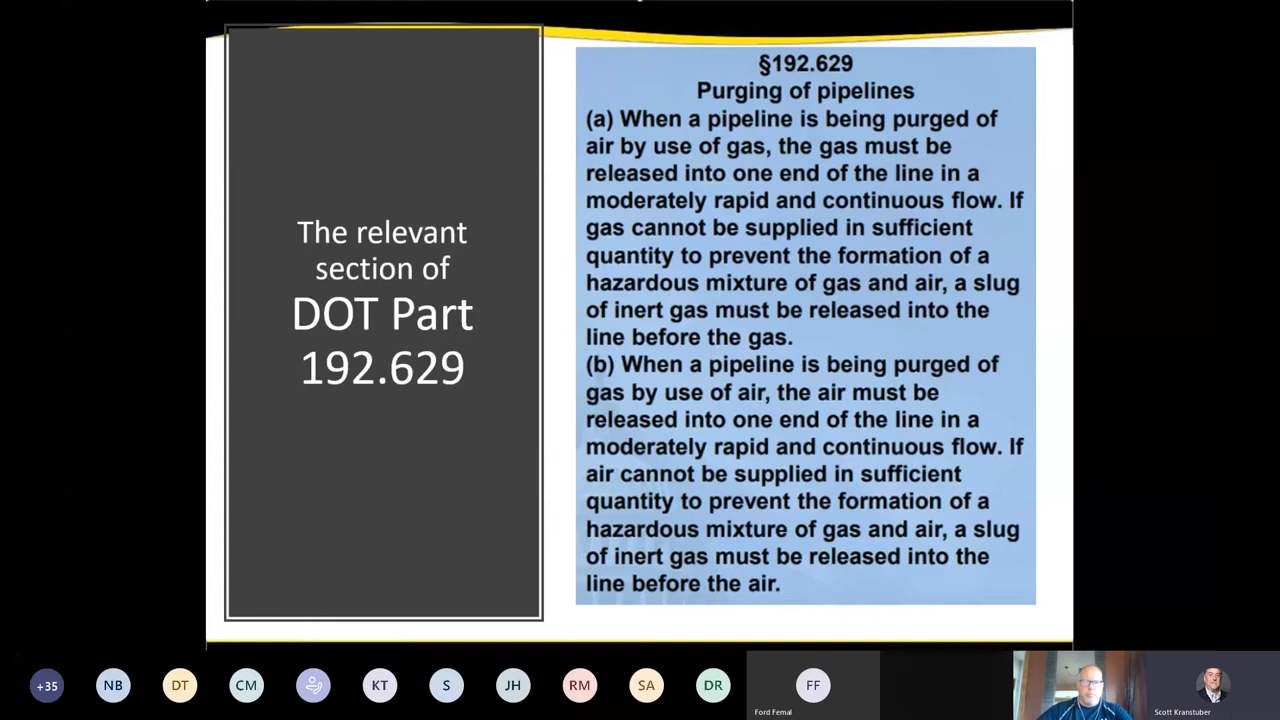 The relevant
section of
DOT Part
192.629
§192.629
Purging of pipelines
(a) When a pipeline is being purged of
air by use of gas, the gas must be
released into one end of the line in a
moderately rapid and continuous flow. If
gas cannot be supplied in sufficient
quantity to prevent the formation of a
hazardous mixture of gas and air, a slug
of inert gas must be released into the
line before the gas.
(b) When a pipeline is being purged of
gas by use of air, the air must be
released into one end of the line in a
moderately rapid and continuous flow. If
air cannot be supplied in sufficient
quantity to prevent the formation of a
hazardous mixture of gas and air, a slug
of inert gas must be released into the
line before the air.
+35
NB
DT
CM
KT
S
JH
RM
SA
DR
FF
Ford Femal
Scott Kranstuber